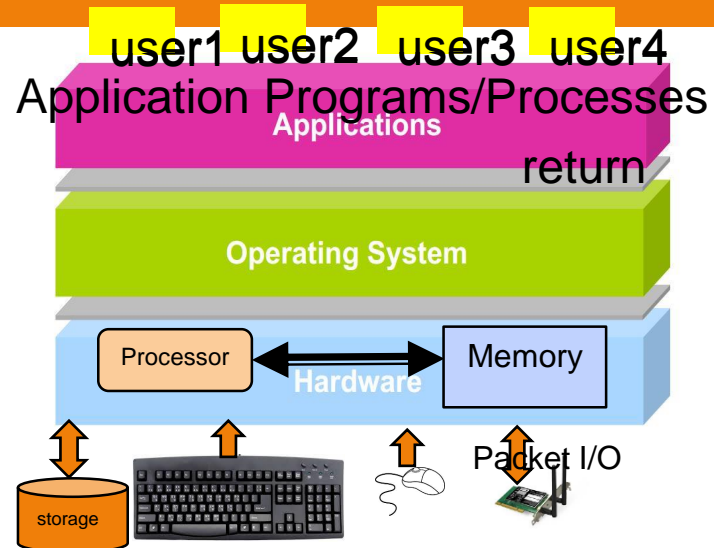 user1 user2 user3 user4
Application Programs/Processes
Applications
return
Operating System
Processor
Memory
Hardware
Packet I/O
storage